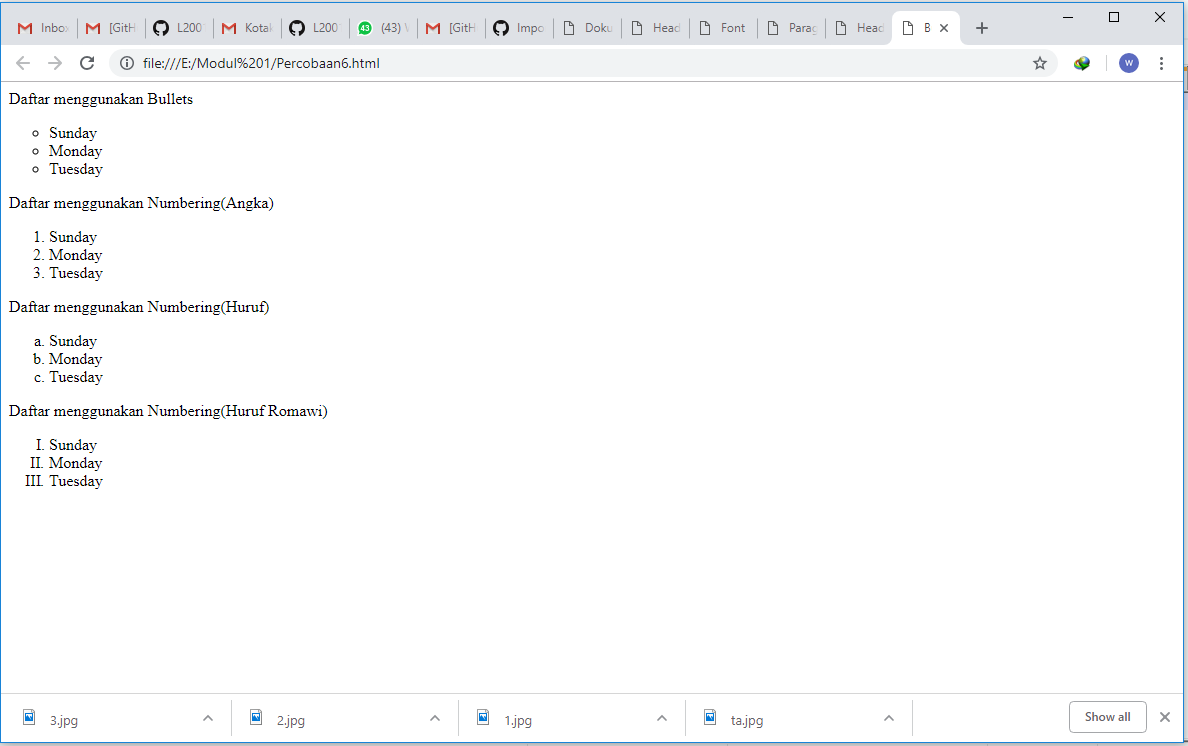 Inbox
[GitH
L200
Kotak
L200
43 (43)
[GitH
Impo
Doku
Head
Font
Parag
Head
B
file:///E:/Modul%201/Percobaan6.html
W
Daftar menggunakan Bullets
Sunday
Monday
Tuesday
Daftar menggunakan Numbering(Angka)
1. Sunday
2. Monday
3. Tuesday
Daftar menggunakan Numbering(Huruf)
a. Sunday
b. Monday
c. Tuesday
Daftar menggunakan Numbering(Huruf Romawi)
I. Sunday
II. Monday
III. Tuesday
3.jpg
2.jpg
1.jpg
ta.jpg
Show all